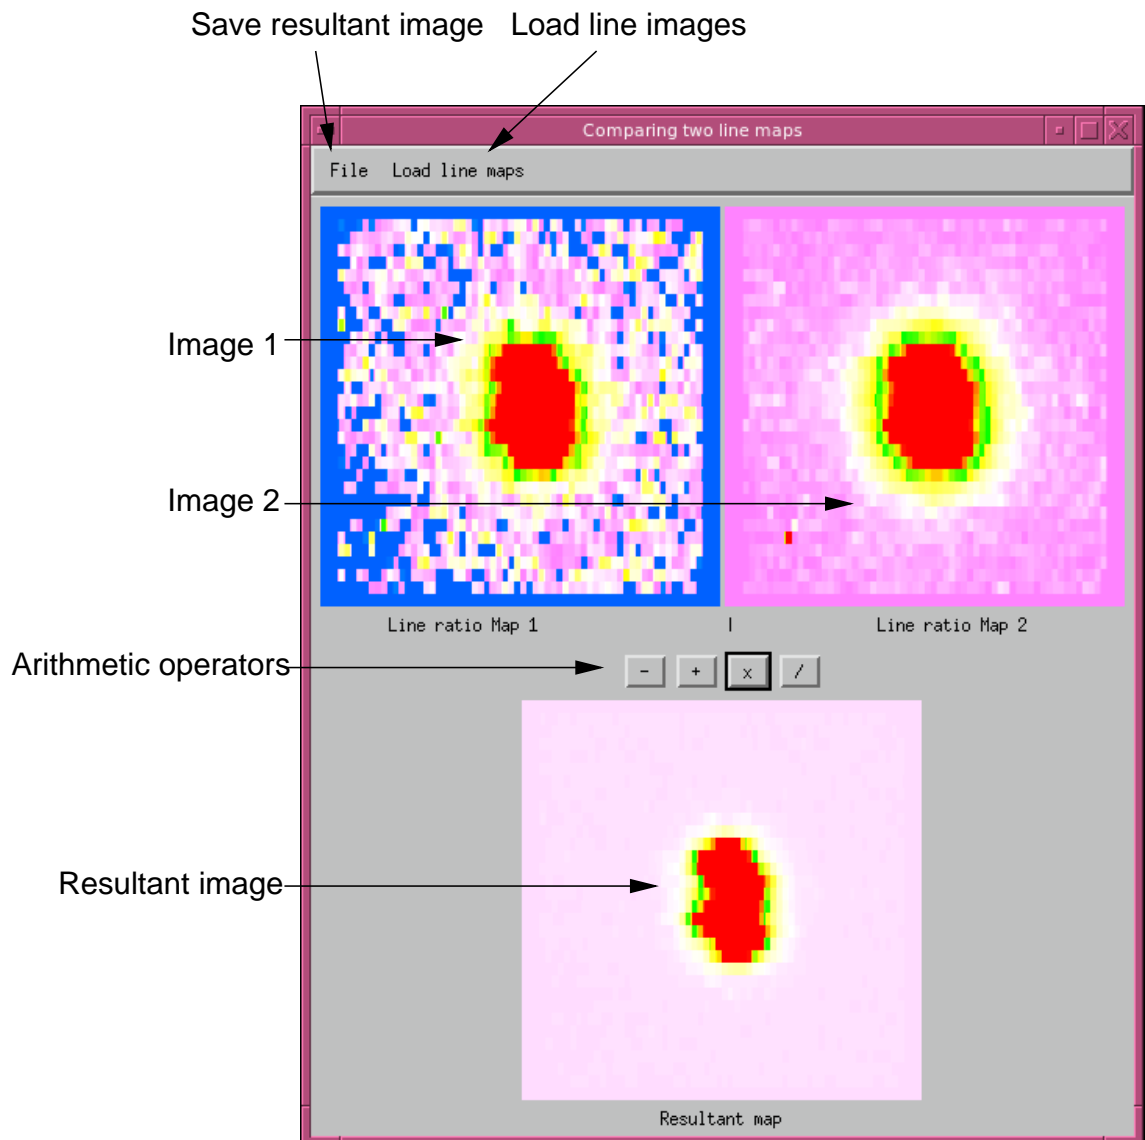 Save resultant image Load line images
Comparing two line maps
File Load line maps
Image 1
Image 2
Line ratio Map 1 | Line ratio Map 2
Arithmetic operators
- + x /
Resultant image
Resultant map